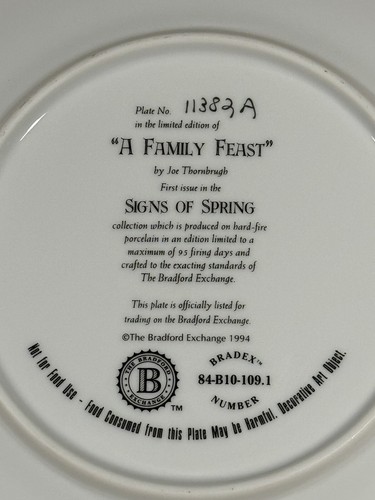 Plate No. 11383A
in the limited edition of
"A FAMILY FEAST"
by Joe Thornbrugh
First issue in the
SIGNS OF SPRING
collection which is produced on hard-fire
porcelain in an edition limited to a
maximum of 95 firing days and
crafted to the exacting standards of
The Bradford Exchange.
This plate is officially listed for
trading on the Bradford Exchange.
©The Bradford Exchange 1994
THE BRADFORD
B
EXCHANGE
TM
BRADEX™
84-B10-109.1
NUMBER
Not for Food Use - Food Consumed from this Plate May be Harmful. Decorative Art Object.